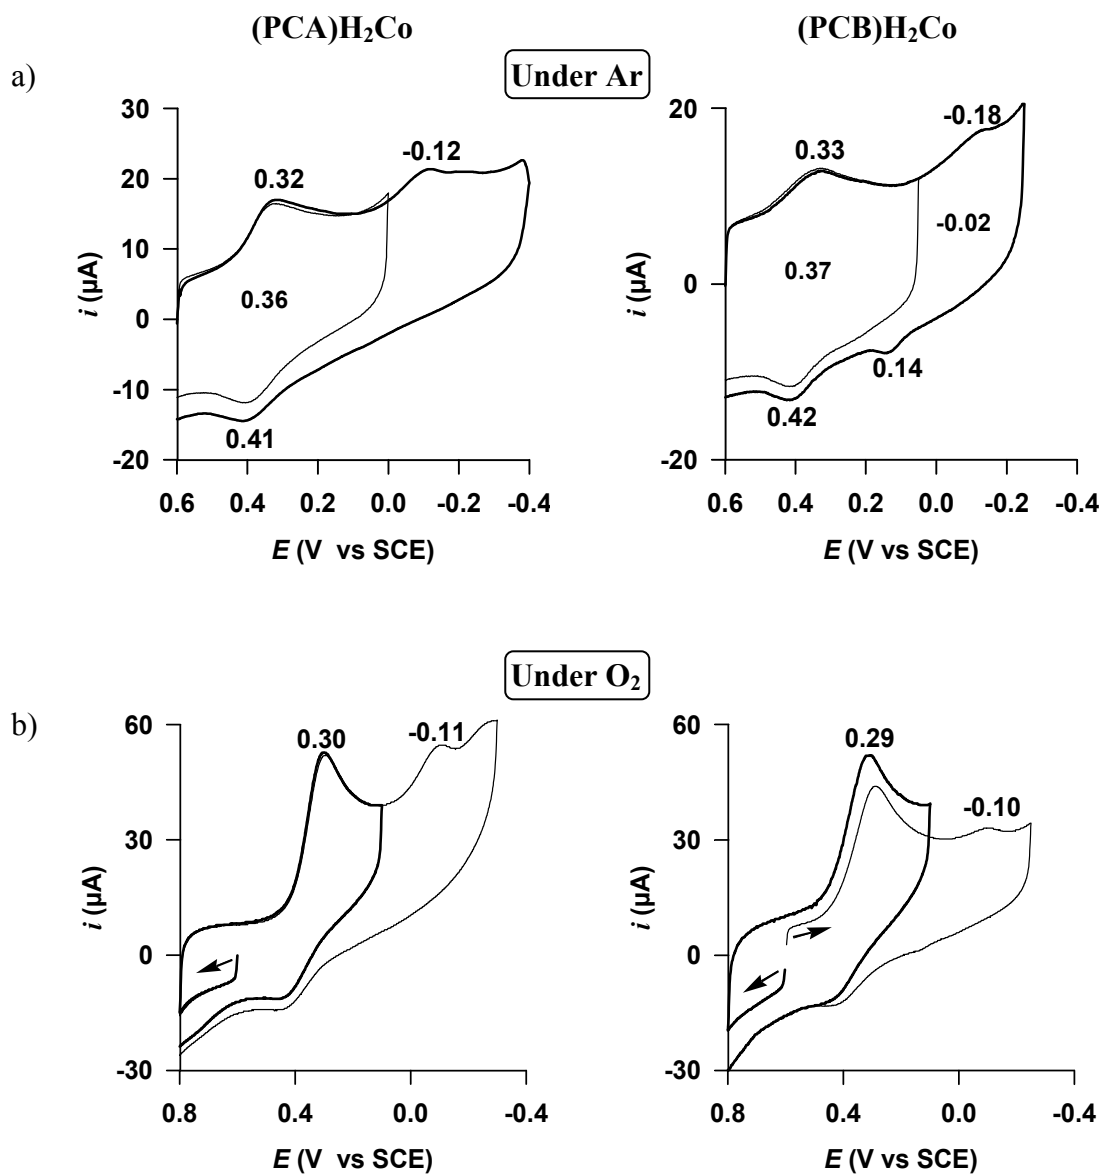 (PCA)H₂Co (PCB)H₂Co
a) Under Ar
30 20 10 0 -10 -20
i (µA)
0.32 -0.12
0.36
0.41
0.6 0.4 0.2 0.0 -0.2 -0.4
E (V vs SCE)
20 0 -20
i (µA)
0.33 -0.18
-0.02
0.37
0.14
0.42
0.6 0.4 0.2 0.0 -0.2 -0.4
E (V vs SCE)
b) Under O₂
60 30 0 -30
i (µA)
0.30 -0.11
0.8 0.4 0.0 -0.4
E (V vs SCE)
60 30 0 -30
i (µA)
0.29
-0.10
0.8 0.4 0.0 -0.4
E (V vs SCE)